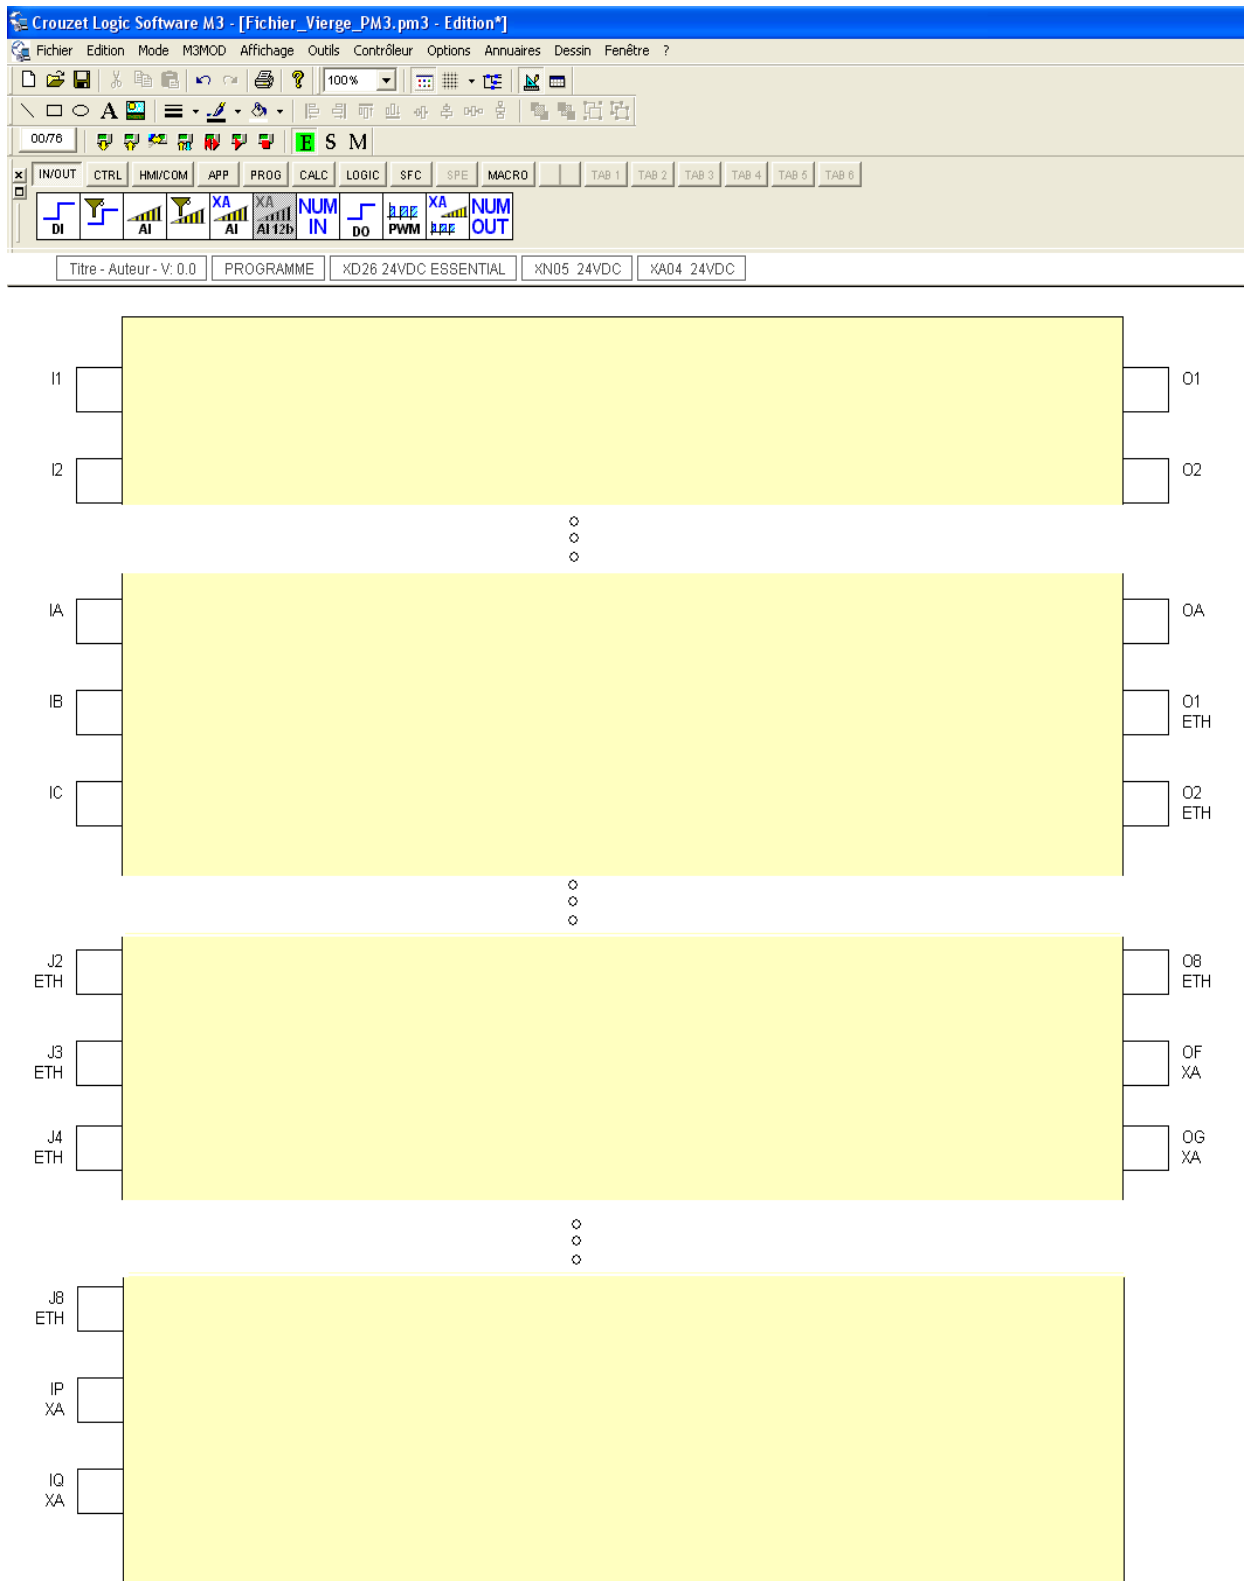 Crouzet Logic Software M3 - [Fichier_Vierge_PM3.pm3 - Edition*]
Fichier Edition Mode M3MOD Affichage Outils Contrôleur Options Annuaires Dessin Fenêtre ?
100%
A
00/76 E S M
IN/OUT CTRL HMI/COM APP PROG CALC LOGIC SFC SPE MACRO TAB 1 TAB 2 TAB 3 TAB 4 TAB 5 TAB 6
XA XA NUM XA NUM
DI AI AI AI 12b IN DO PWM OUT
Titre - Auteur - V: 0.0 PROGRAMME XD26 24VDC ESSENTIAL XN05 24VDC XA04 24VDC
I1 O1
I2 O2
IA OA
IB O1
ETH
IC O2
ETH
J2 O8
ETH ETH
J3 OF
ETH XA
J4 OG
ETH XA
J8
ETH
IP
XA
IQ
XA